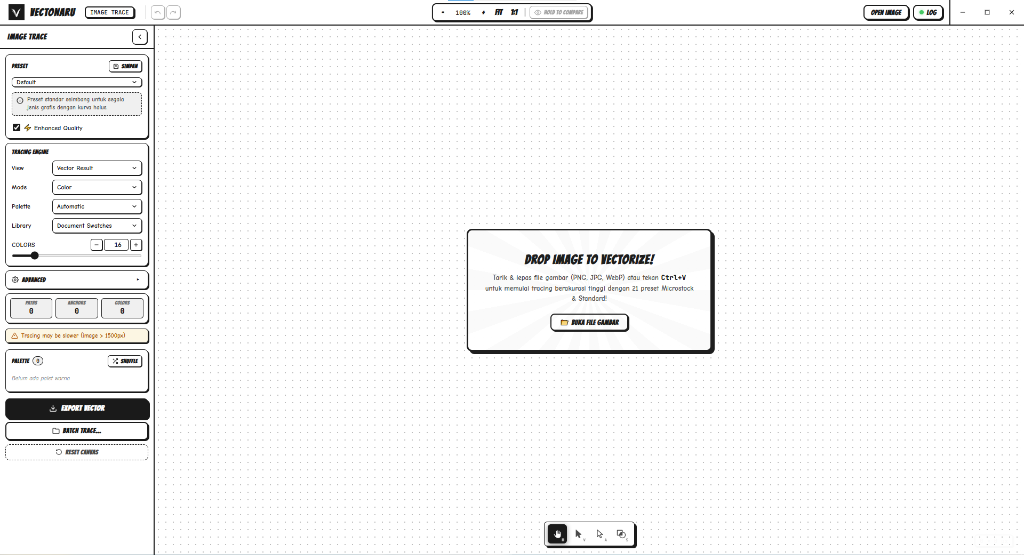 VECTONARU
IMAGE TRACE
100%
FIT
1:1
HOLD TO COMPARE
OPEN IMAGE
LOG
IMAGE TRACE
PRESET
SIMPAN
Default
Preset standar seimbang untuk segala
jenis grafis dengan kurva halus.
Enhanced Quality
TRACING ENGINE
View
Vector Result
Mode
Color
Palette
Automatic
Library
Document Swatches
COLORS
16
ADVANCED
PATHS
ANCHORS
COLORS
0
0
0
Tracing may be slower (image > 1500px)
PALETTE
0
SHUFFLE
Belum ada palet warna.
EXPORT VECTOR
BATCH TRACE...
RESET CANVAS
DROP IMAGE TO VECTORIZE!
Tarik & lepas file gambar (PNG, JPG, WebP) atau tekan Ctrl+V
untuk memulai tracing berakurasi tinggi dengan 21 preset Microstock
& Standard!
BUKA FILE GAMBAR